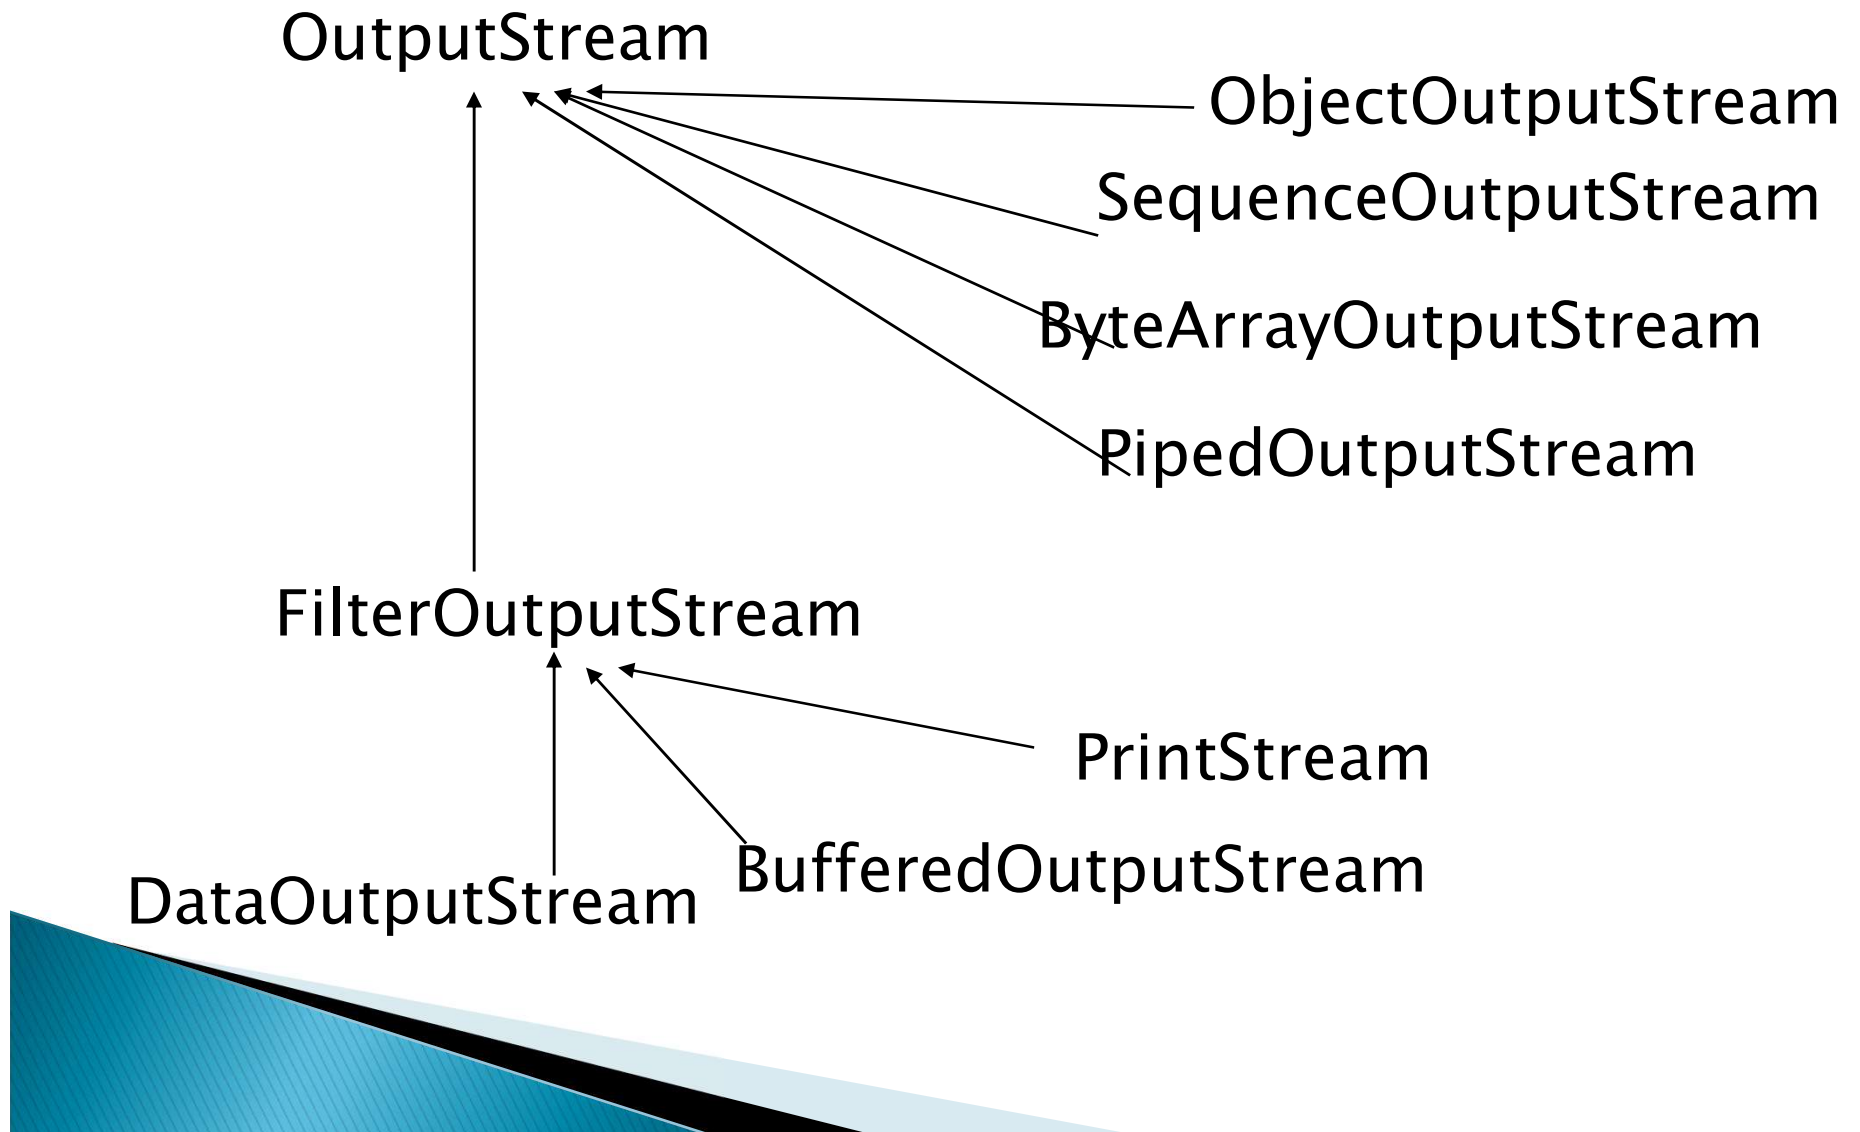 OutputStream
ObjectOutputStream
SequenceOutputStream
ByteArrayOutputStream
PipedOutputStream
FilterOutputStream
PrintStream
BufferedOutputStream
DataOutputStream